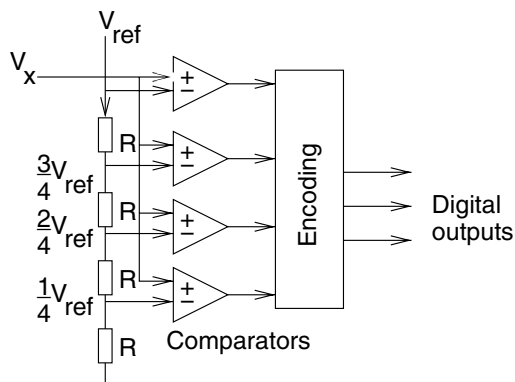 V_ref
V_x
+
−
R
+
−
3/4 V_ref
R
+
−
2/4 V_ref
R
+
−
1/4 V_ref
R
Comparators
Encoding
Digital
outputs